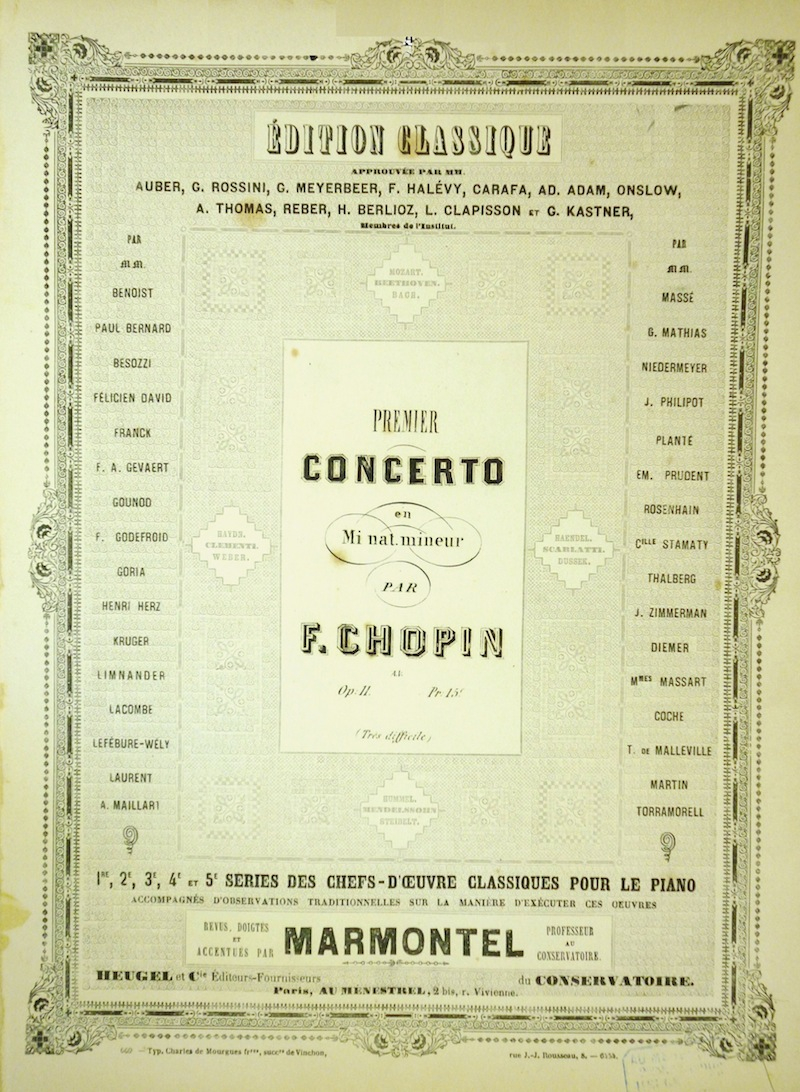 ÉDITION CLASSIQUE
APPROUVÉE PAR MM.
AUBER, G. ROSSINI, G. MEYERBEER, F. HALÉVY, CARAFA, AD. ADAM, ONSLOW,
A. THOMAS, REBER, H. BERLIOZ, L. CLAPISSON ET G. KASTNER,
Membres de l'Institut.
PAR
MM.
BENOIST
PAUL BERNARD
BESOZZI
FÉLICIEN DAVID
FRANCK
F. A. GEVAERT
GOUNOD
F. GODEFROID
GORIA
HENRI HERZ
KRUGER
LIMNANDER
LACOMBE
LEFÉBURE-WÉLY
LAURENT
A. MAILLART
MOZART.
BEETHOVEN.
BACH.
HAYDN.
CLEMENTI.
WEBER.
PREMIER
CONCERTO
en
Mi nat. mineur
PAR
F. CHOPIN
Op. 11. Pr. 15f
(Très difficile)
HAENDEL.
SCARLATTI.
DUSSEK.
HUMMEL.
MENDELSSOHN
STEIBELT.
PAR
MM.
MASSÉ
G. MATHIAS
NIEDERMEYER
J. PHILIPOT
PLANTÉ
EM. PRUDENT
ROSENHAIN
CILLE STAMATY
THALBERG
J. ZIMMERMAN
DIEMER
MMES MASSART
COCHE
T. DE MALLEVILLE
MARTIN
TORRAMORELL
1RE, 2E, 3E, 4E ET 5E SERIES DES CHEFS-D'ŒUVRE CLASSIQUES POUR LE PIANO
ACCOMPAGNÉS D'OBSERVATIONS TRADITIONNELLES SUR LA MANIÈRE D'EXÉCUTER CES ŒUVRES
REVUS, DOIGTÉS
ET
ACCENTUÉS PAR
MARMONTEL
PROFESSEUR
AU
CONSERVATOIRE.
HEUGEL et Cie Éditeurs-Fournisseurs du CONSERVATOIRE.
Paris, AU MENESTREL, 2 bis, r. Vivienne.
Typ. Charles de Mourgues frères, succrs de Vinchon, rue J.-J. Rousseau, 8. —